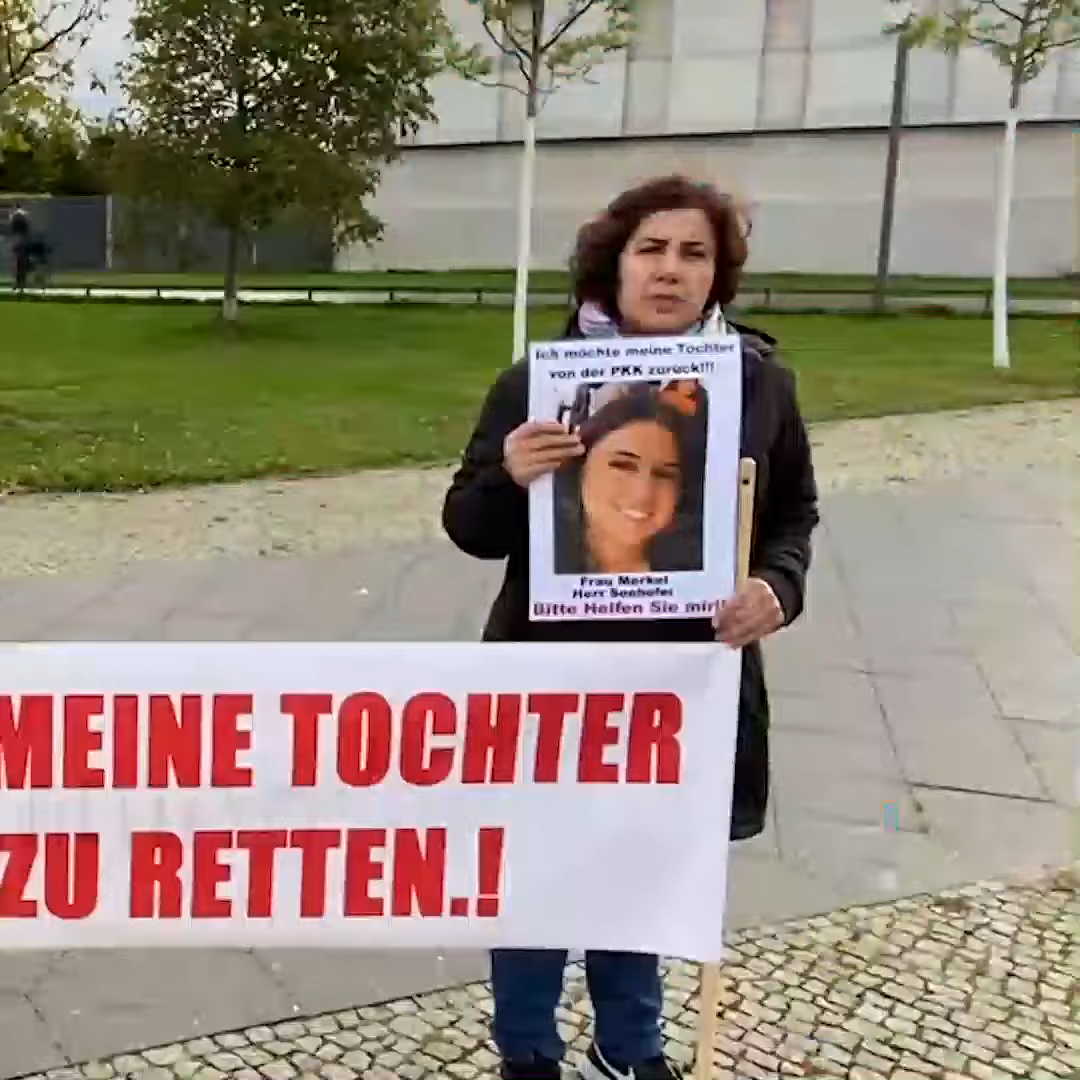 Ich möchte meine Tochter
von der PKK zurück!!!
Frau Merkel
Herr Seehofer
Bitte Helfen Sie mir!!
MEINE TOCHTER
ZU RETTEN.!